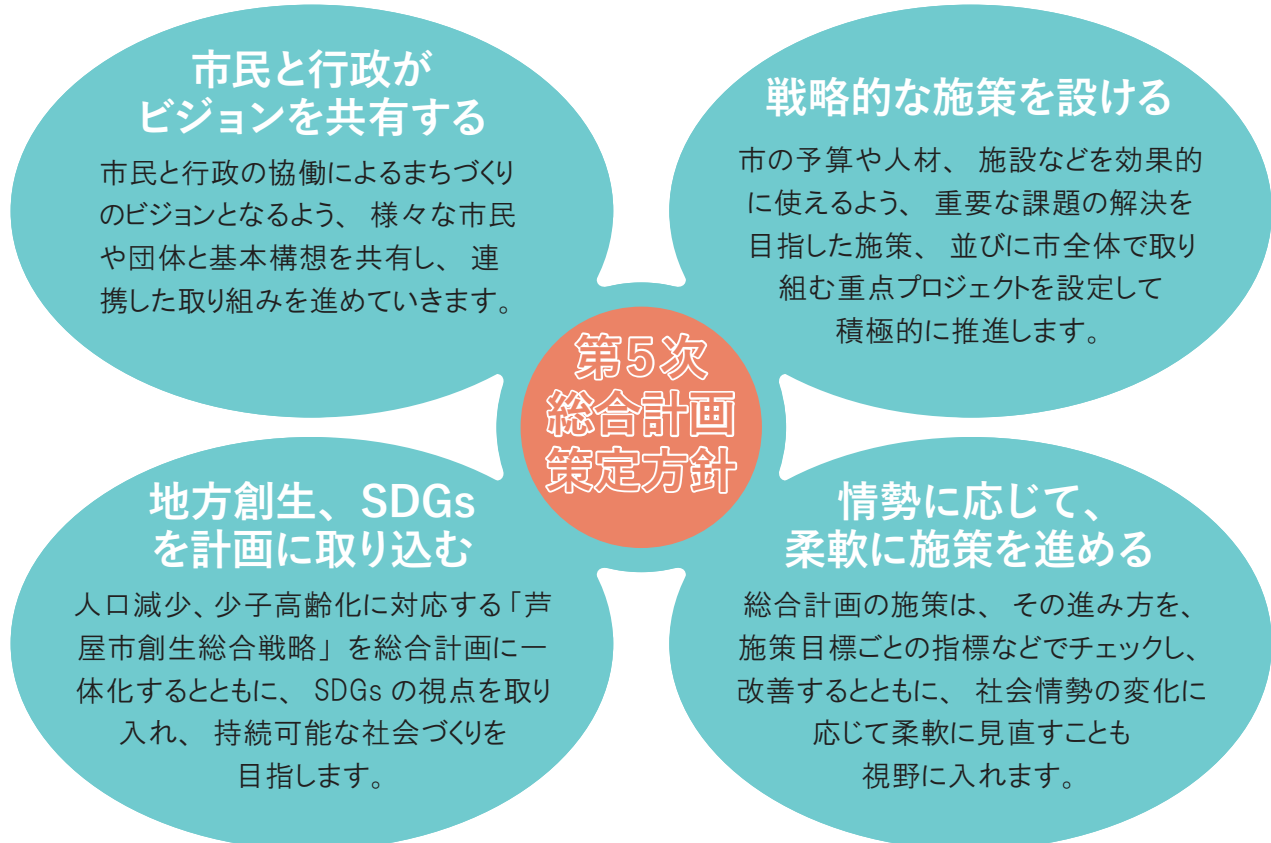 市民と行政が
ビジョンを共有する
市民と行政の協働によるまちづくり
のビジョンとなるよう、様々な市民
や団体と基本構想を共有し、連
携した取り組みを進めていきます。
戦略的な施策を設ける
市の予算や人材、施設などを効果的
に使えるよう、重要な課題の解決を
目指した施策、並びに市全体で取り
組む重点プロジェクトを設定して
積極的に推進します。
第5次
総合計画
策定方針
地方創生、SDGs
を計画に取り込む
人口減少、少子高齢化に対応する「芦
屋市創生総合戦略」を総合計画に一
体化するとともに、SDGs の視点を取り
入れ、持続可能な社会づくりを
目指します。
情勢に応じて、
柔軟に施策を進める
総合計画の施策は、その進み方を、
施策目標ごとの指標などでチェックし、
改善するとともに、社会情勢の変化に
応じて柔軟に見直すことも
視野に入れます。